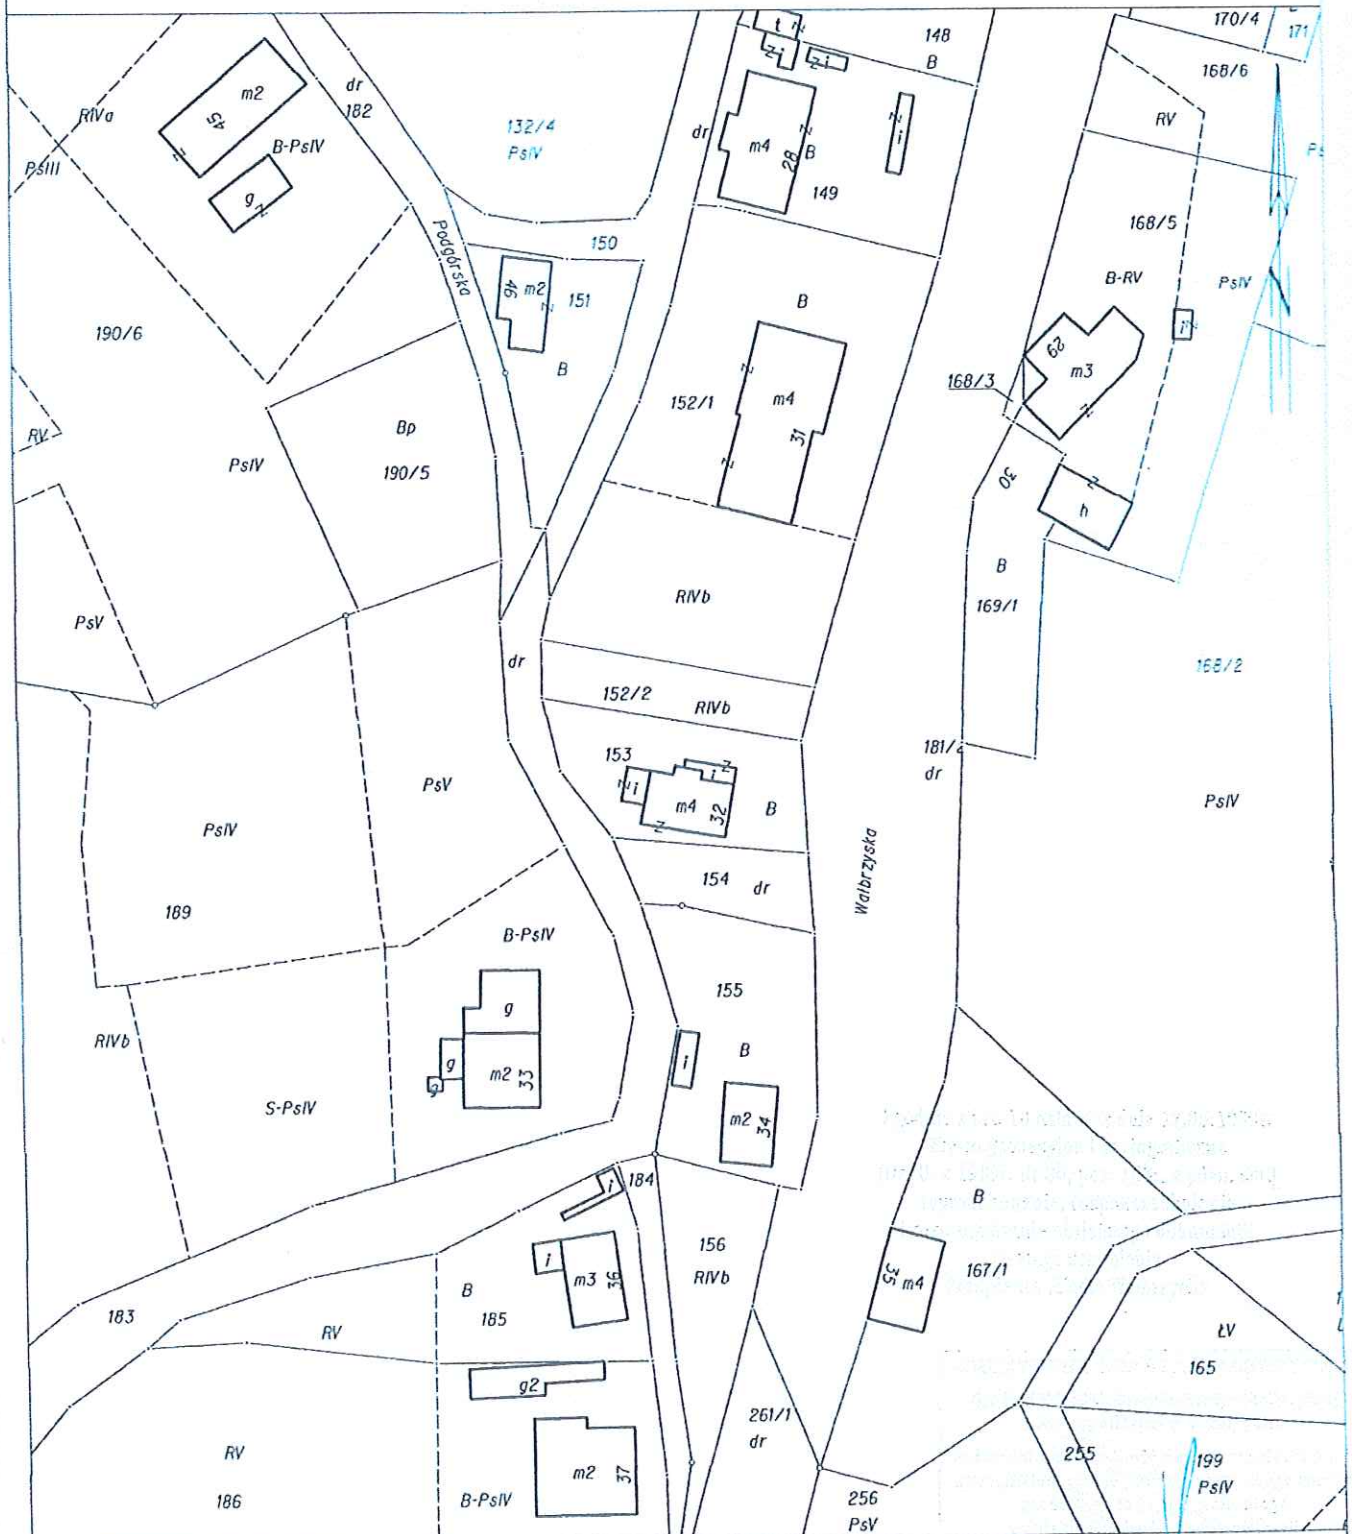 170/4
171
148
t
i
i
B
168/6
RIVa
m2
45
dr
182
132/4
PsIV
RV
PsIII
B-PsIV
g
dr
m4
28
B
149
i
168/5
Podgórska
150
B-RV
PsIV
46
m2
151
B
190/6
B
29
m3
i
168/3
152/1
m4
31
RV
PsIV
Bp
190/5
30
h
B
169/1
RIVb
PsV
dr
168/2
152/2
RIVb
153
i
i
m4
32
B
181/2
dr
PsV
PsIV
PsIV
Wałbrzyska
154
dr
189
B-PsIV
155
g
g
m2
33
g
B
i
RIVb
S-PsIV
m2
34
184
i
B
156
RIVb
i
m3
36
35
m4
167/1
183
B
185
RV
ŁV
165
g2
261/1
dr
RV
186
m2
37
B-PsIV
256
PsV
255
199
PsIV